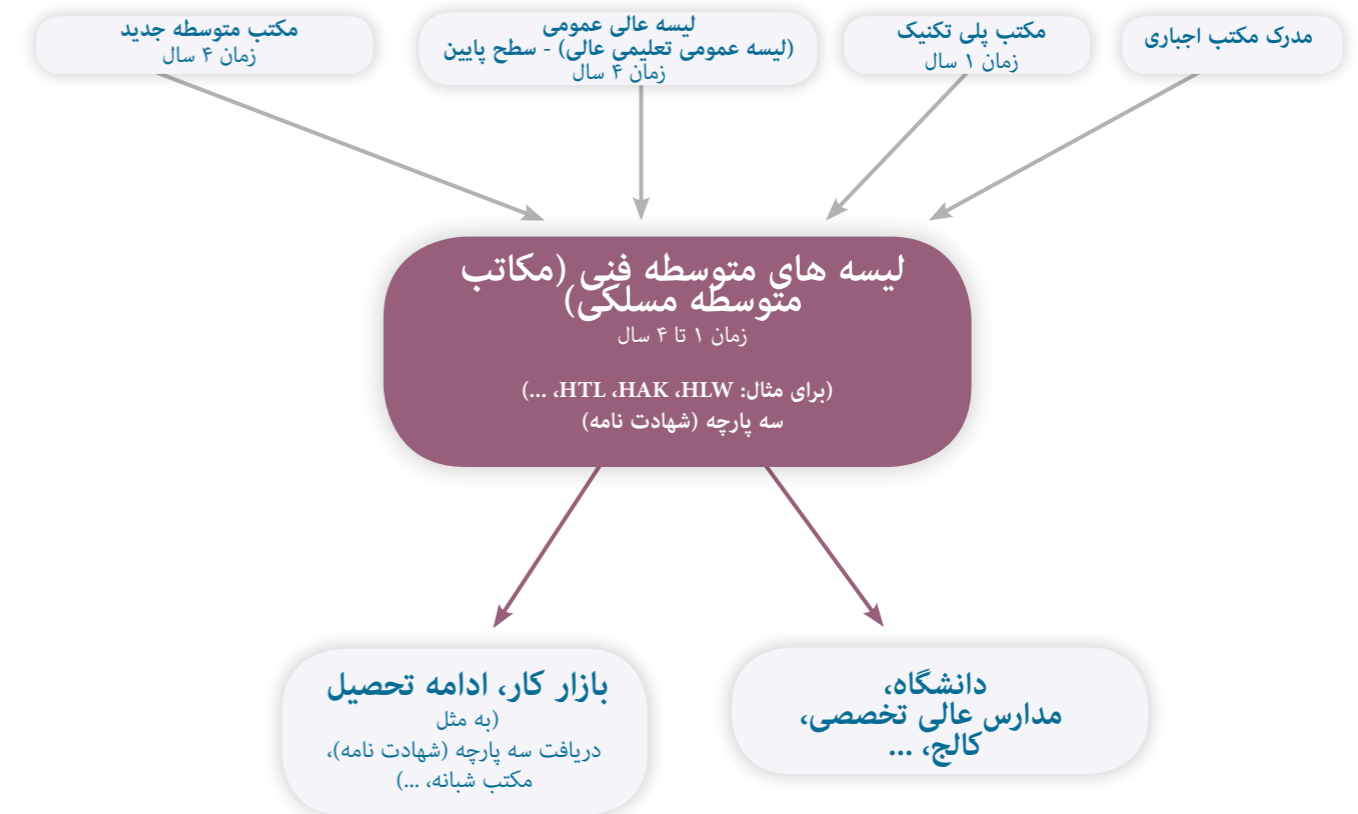 مدرک مکتب اجباری
مکتب پلی تکنیک
زمان ۱ سال
لیسه عالی عمومی
(لیسه عمومی تعلیمی عالی) - سطح پایین
زمان ۴ سال
مکتب متوسطه جدید
زمان ۴ سال
لیسه های متوسطه فنی (مکاتب
متوسطه مسلکی)
زمان ۱ تا ۴ سال
(برای مثال: HTL ،HAK ،HLW، ...)
سه پارچه (شهادت نامه)
دانشگاه،
مدارس عالی تخصصی،
کالج، ...
بازار کار، ادامه تحصیل
(به مثل
دریافت سه پارچه (شهادت نامه)،
مکتب شبانه، ...)